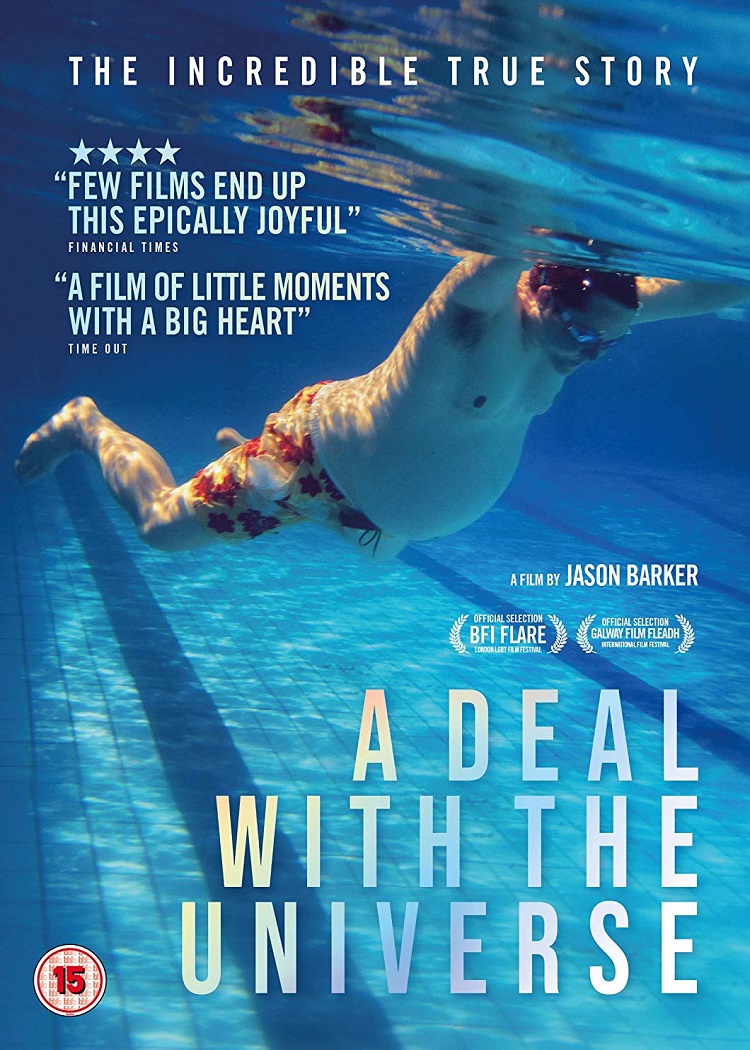 THE INCREDIBLE TRUE STORY
“FEW FILMS END UP
THIS EPICALLY JOYFUL”
FINANCIAL TIMES
“A FILM OF LITTLE MOMENTS
WITH A BIG HEART”
TIME OUT
A FILM BY JASON BARKER
OFFICIAL SELECTION
BFI FLARE
LONDON LGBT FILM FESTIVAL
OFFICIAL SELECTION
GALWAY FILM FLEADH
INTERNATIONAL FILM FESTIVAL
A DEAL
WITH THE
UNIVERSE
15